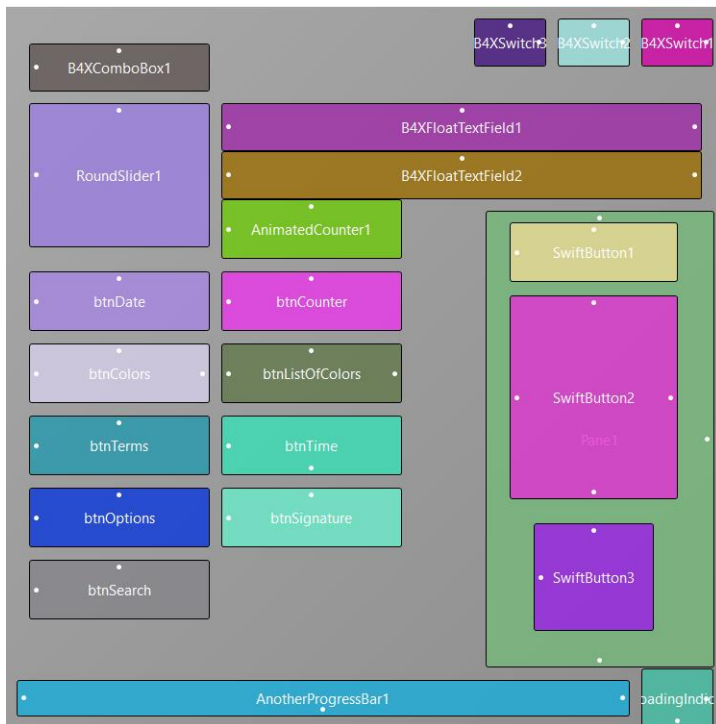 B4XSwitch3 B4XSwitch2 B4XSwitch1
B4XComboBox1
RoundSlider1
B4XFloatTextField1
B4XFloatTextField2
AnimatedCounter1
SwiftButton1
btnDate
btnCounter
btnColors
btnListOfColors
SwiftButton2
Pane1
btnTerms
btnTime
btnOptions
btnSignature
SwiftButton3
btnSearch
AnotherProgressBar1
oadingIndic